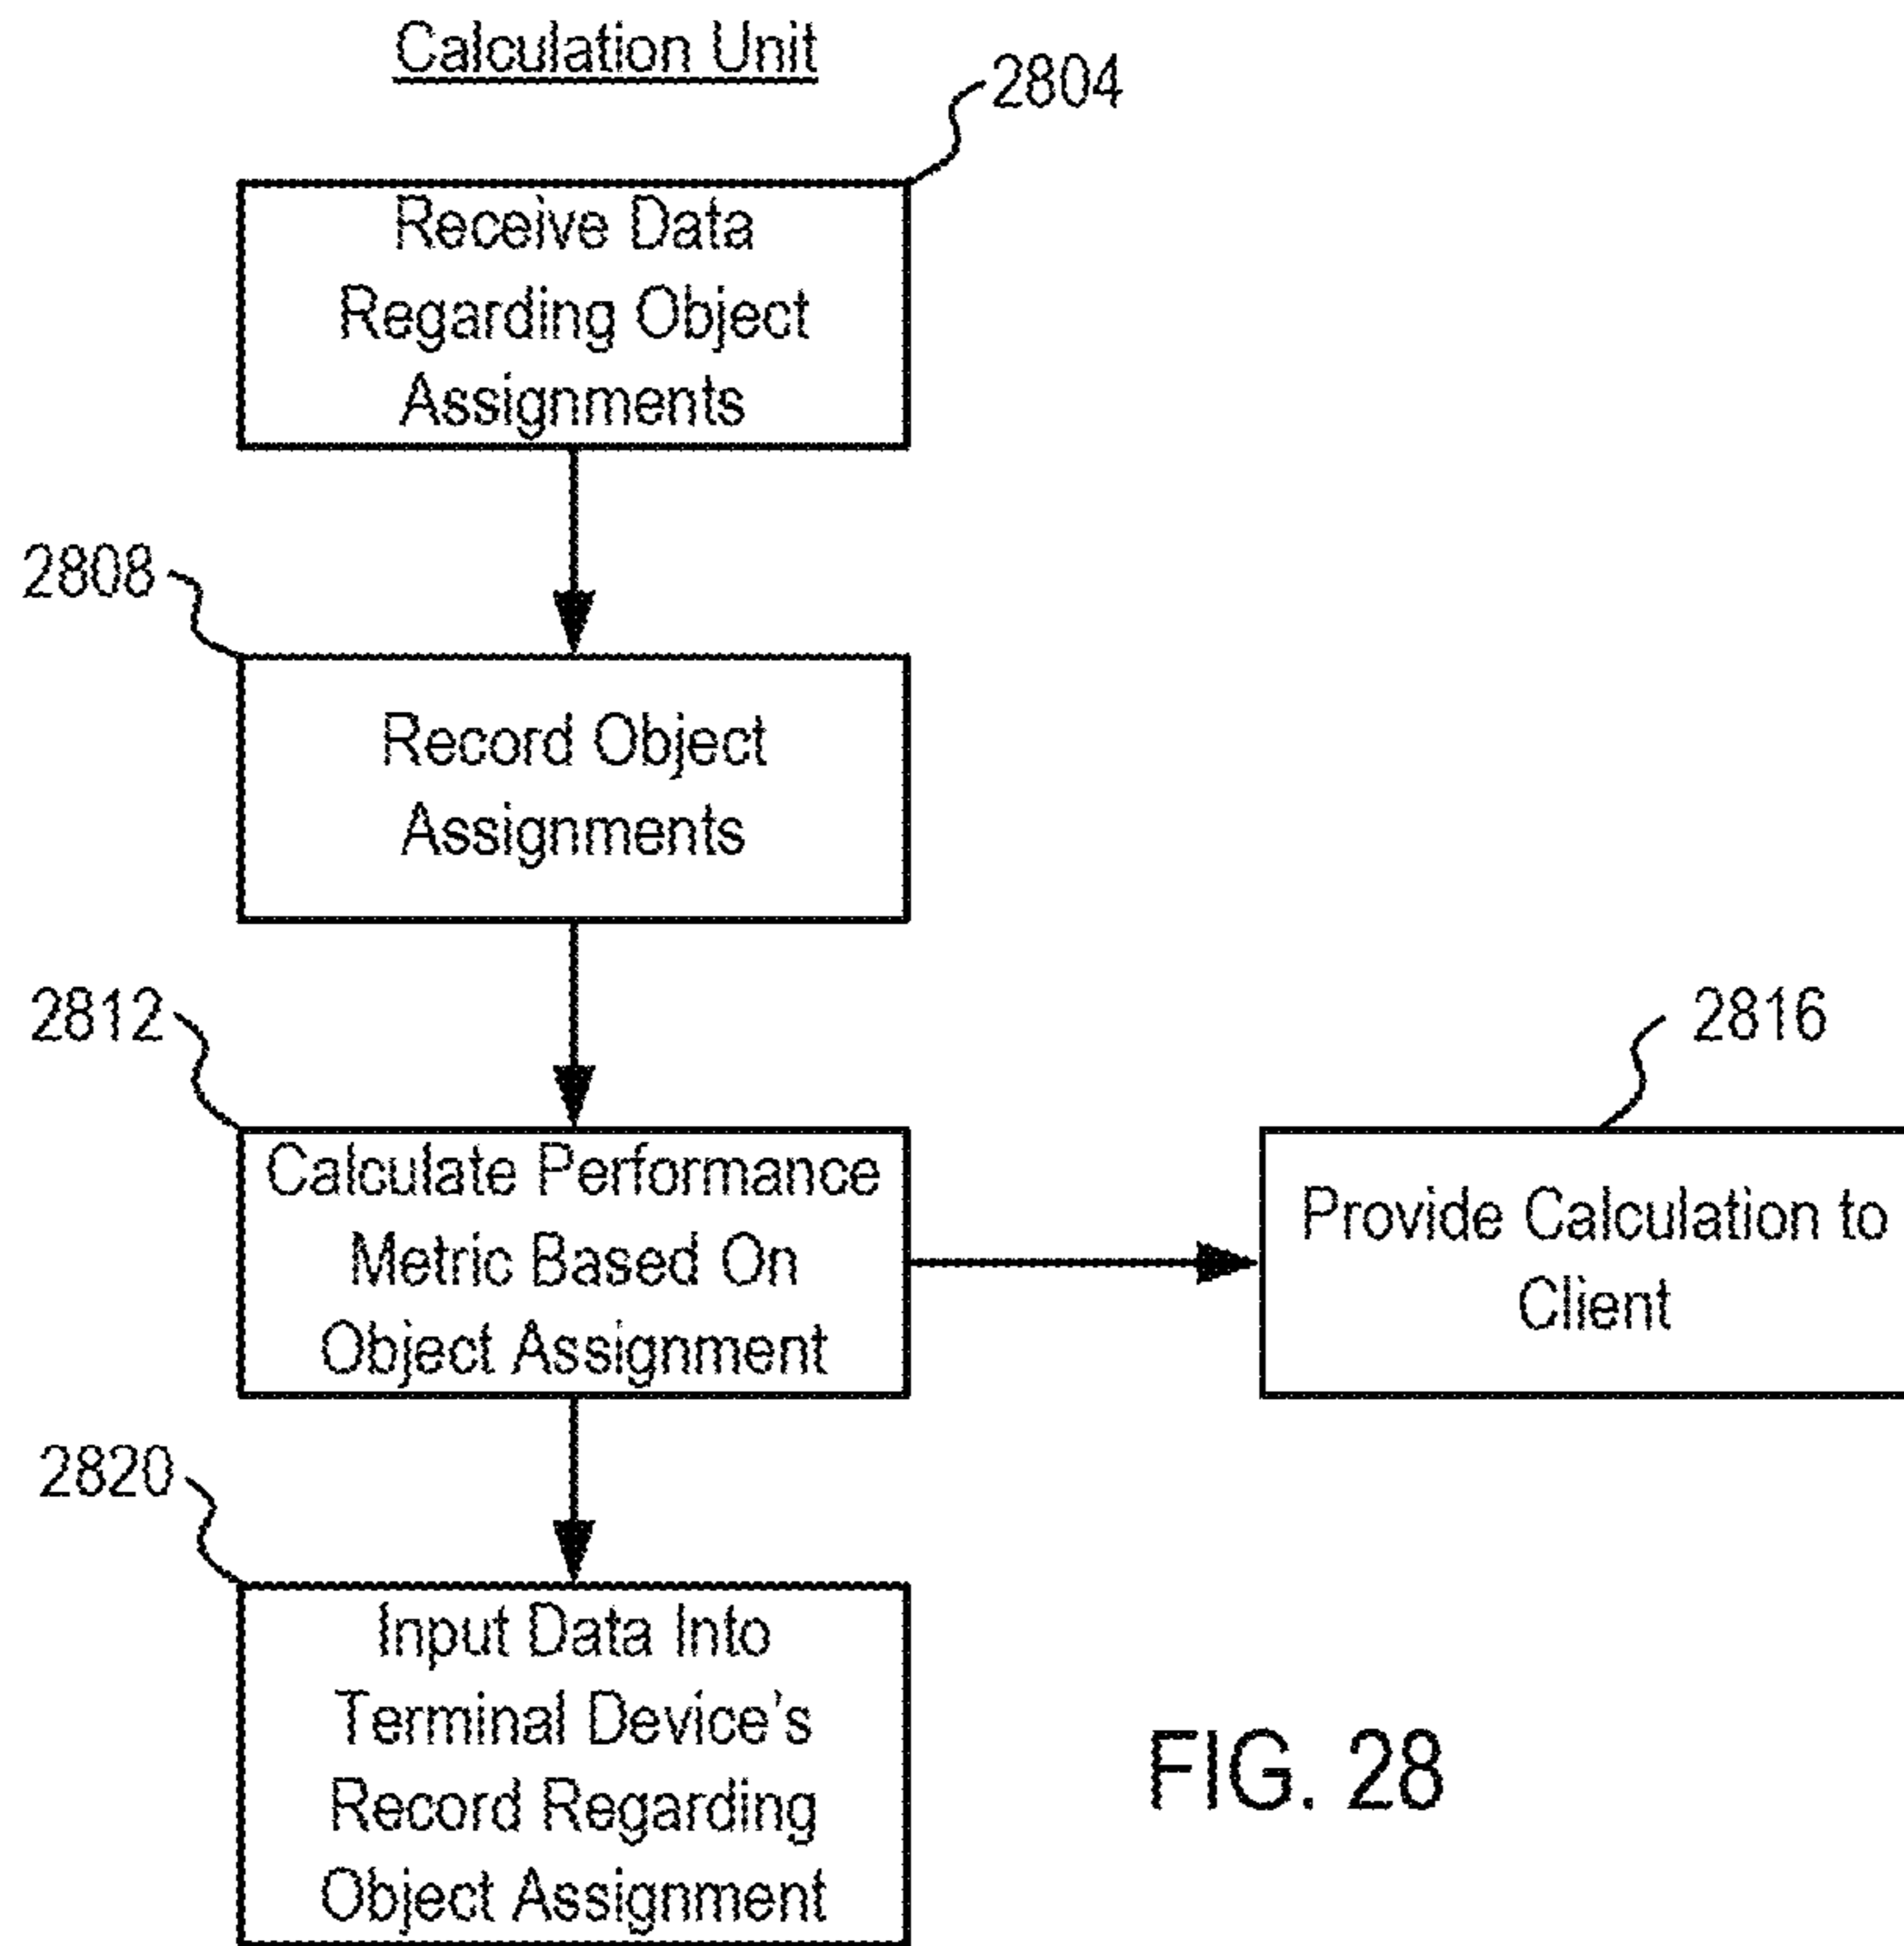 Calculation Unit
2804
Receive Data
Regarding Object
Assignments
2808
Record Object
Assignments
2812
Calculate Performance
Metric Based On
Object Assignment
2816
Provide Calculation to
Client
2820
Input Data Into
Terminal Device's
Record Regarding
Object Assignment
FIG. 28